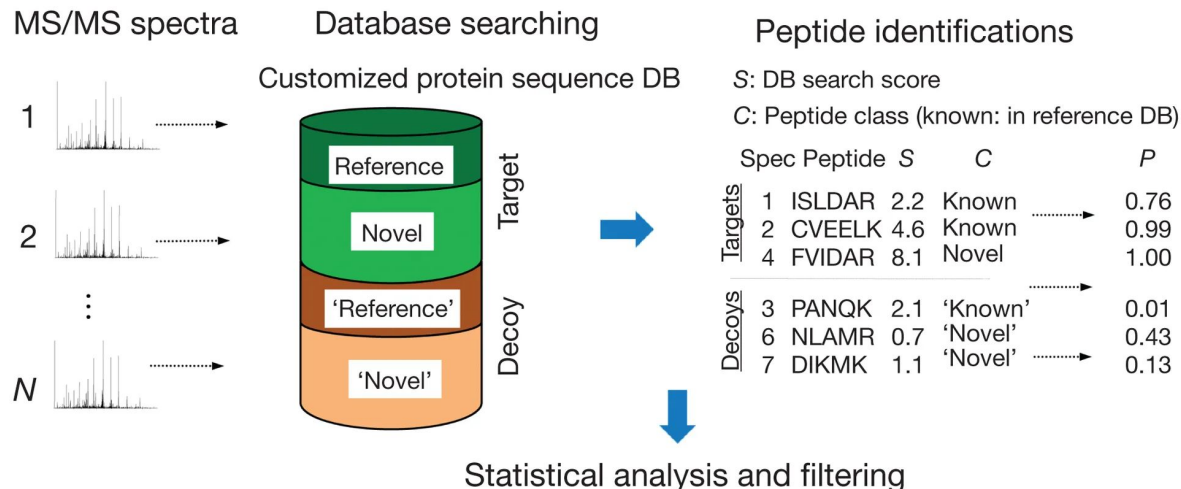 MS/MS spectra
1
2
⋮
N
Database searching
Customized protein sequence DB
Reference
Novel
Target
‘Reference’
‘Novel’
Decoy
Peptide identifications
S: DB search score
C: Peptide class (known: in reference DB)
Spec Peptide S C P
Targets
1 ISLDAR 2.2 Known 0.76
2 CVEELK 4.6 Known 0.99
4 FVIDAR 8.1 Novel 1.00
Decoys
3 PANQK 2.1 ‘Known’ 0.01
6 NLAMR 0.7 ‘Novel’ 0.43
7 DIKMK 1.1 ‘Novel’ 0.13
Statistical analysis and filtering